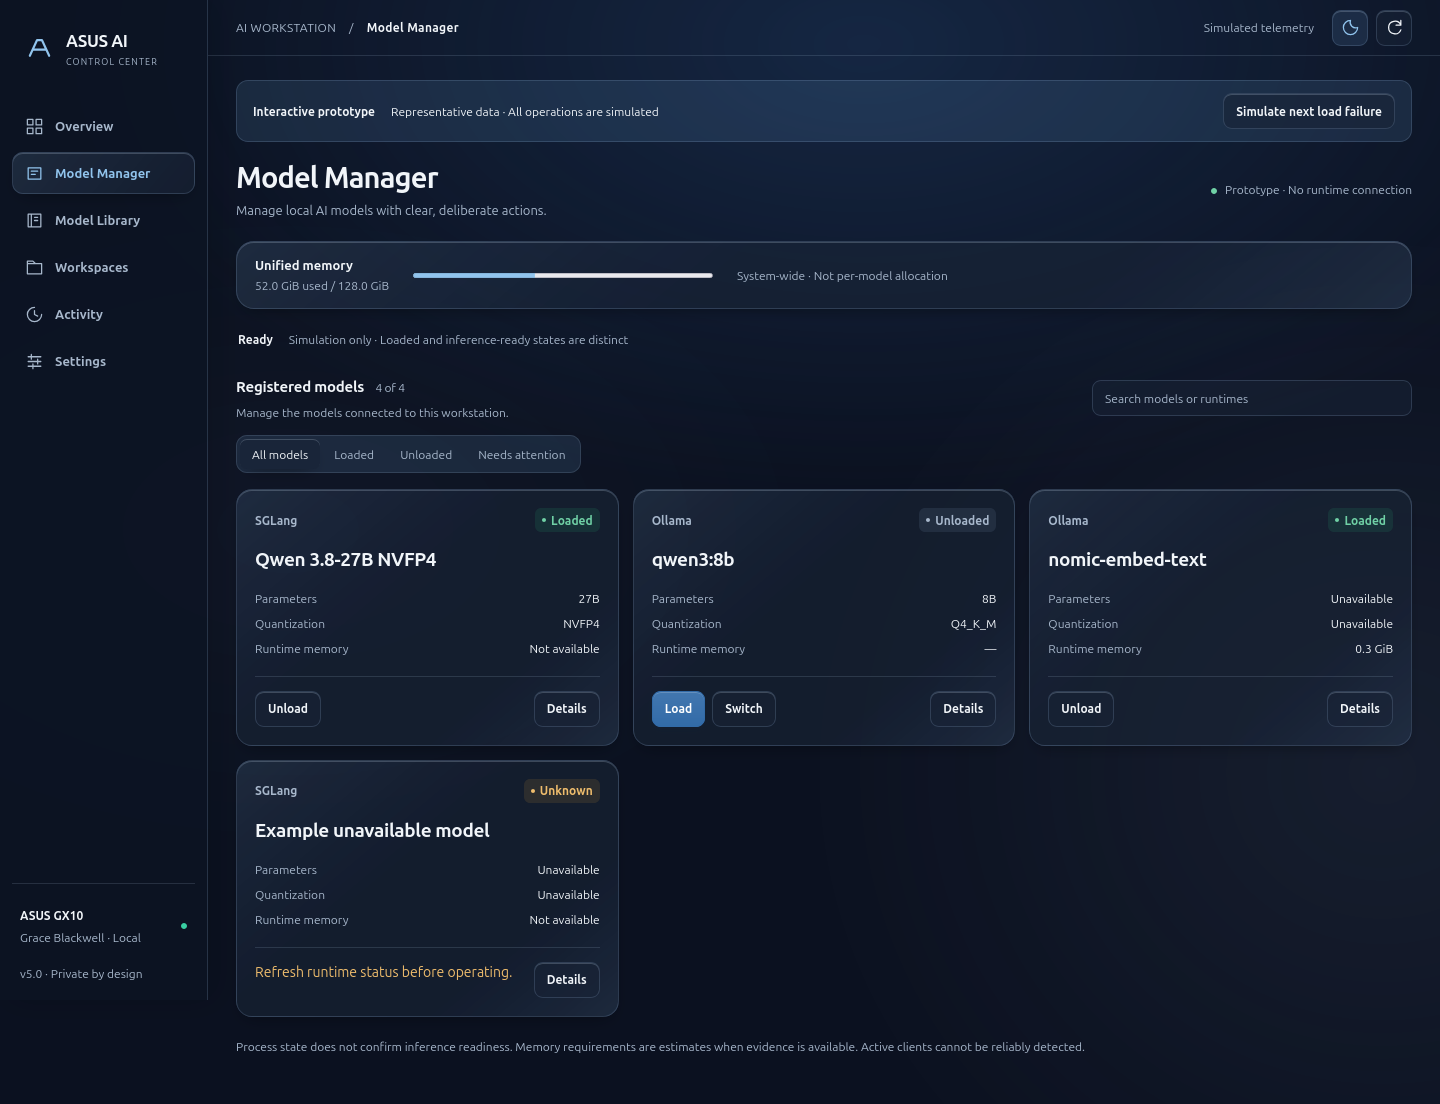 ASUS AI
CONTROL CENTER
Overview
Model Manager
Model Library
Workspaces
Activity
Settings
ASUS GX10
Grace Blackwell · Local
v5.0 · Private by design
AI WORKSTATION / Model Manager
Simulated telemetry
Interactive prototype Representative data · All operations are simulated
Simulate next load failure
Model Manager
Manage local AI models with clear, deliberate actions.
Prototype · No runtime connection
Unified memory
52.0 GiB used / 128.0 GiB
System-wide · Not per-model allocation
Ready Simulation only · Loaded and inference-ready states are distinct
Registered models 4 of 4
Manage the models connected to this workstation.
Search models or runtimes
All models Loaded Unloaded Needs attention
SGLang Loaded
Qwen 3.8-27B NVFP4
Parameters 27B
Quantization NVFP4
Runtime memory Not available
Unload Details
Ollama Unloaded
qwen3:8b
Parameters 8B
Quantization Q4_K_M
Runtime memory —
Load Switch Details
Ollama Loaded
nomic-embed-text
Parameters Unavailable
Quantization Unavailable
Runtime memory 0.3 GiB
Unload Details
SGLang Unknown
Example unavailable model
Parameters Unavailable
Quantization Unavailable
Runtime memory Not available
Refresh runtime status before operating. Details
Process state does not confirm inference readiness. Memory requirements are estimates when evidence is available. Active clients cannot be reliably detected.